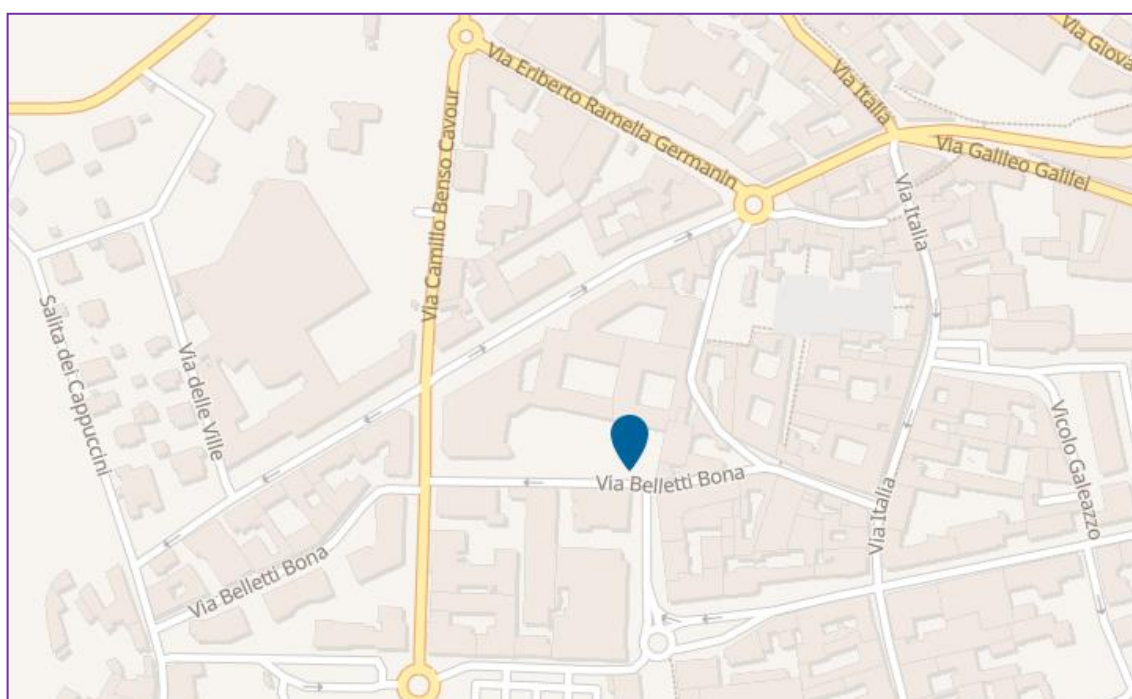 Via Giova
Via Italia
Via Eriberto Ramella Germanin
Via Galileo Galilei
Via Camillo Benso Cavour
Via Italia
Salita dei Cappuccini
Via delle Ville
Vicolo Galeazzo
Via Belletti Bona
Via Italia
Via Belletti Bona